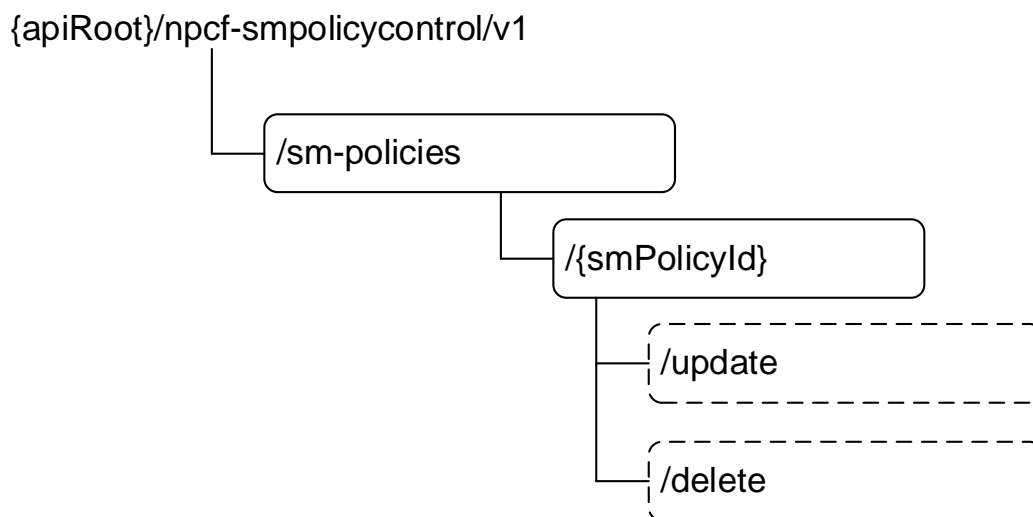 {apiRoot}/npcf-smpolicycontrol/v1
/sm-policies
/{smPolicyId}
/update
/delete